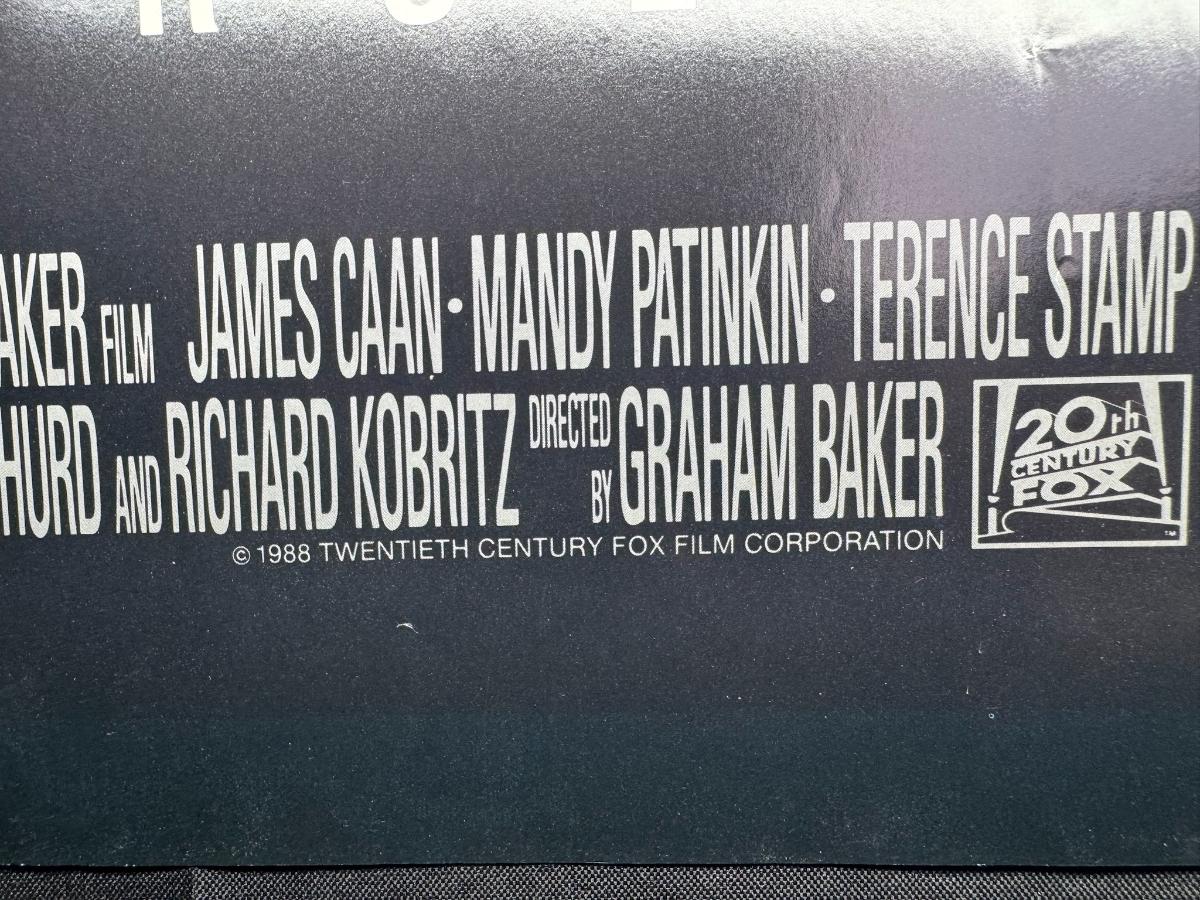 AKER FILM JAMES CAAN • MANDY PATINKIN • TERENCE STAMP
HURD AND RICHARD KOBRITZ DIRECTED BY GRAHAM BAKER
20th
CENTURY
FOX
TM
© 1988 TWENTIETH CENTURY FOX FILM CORPORATION